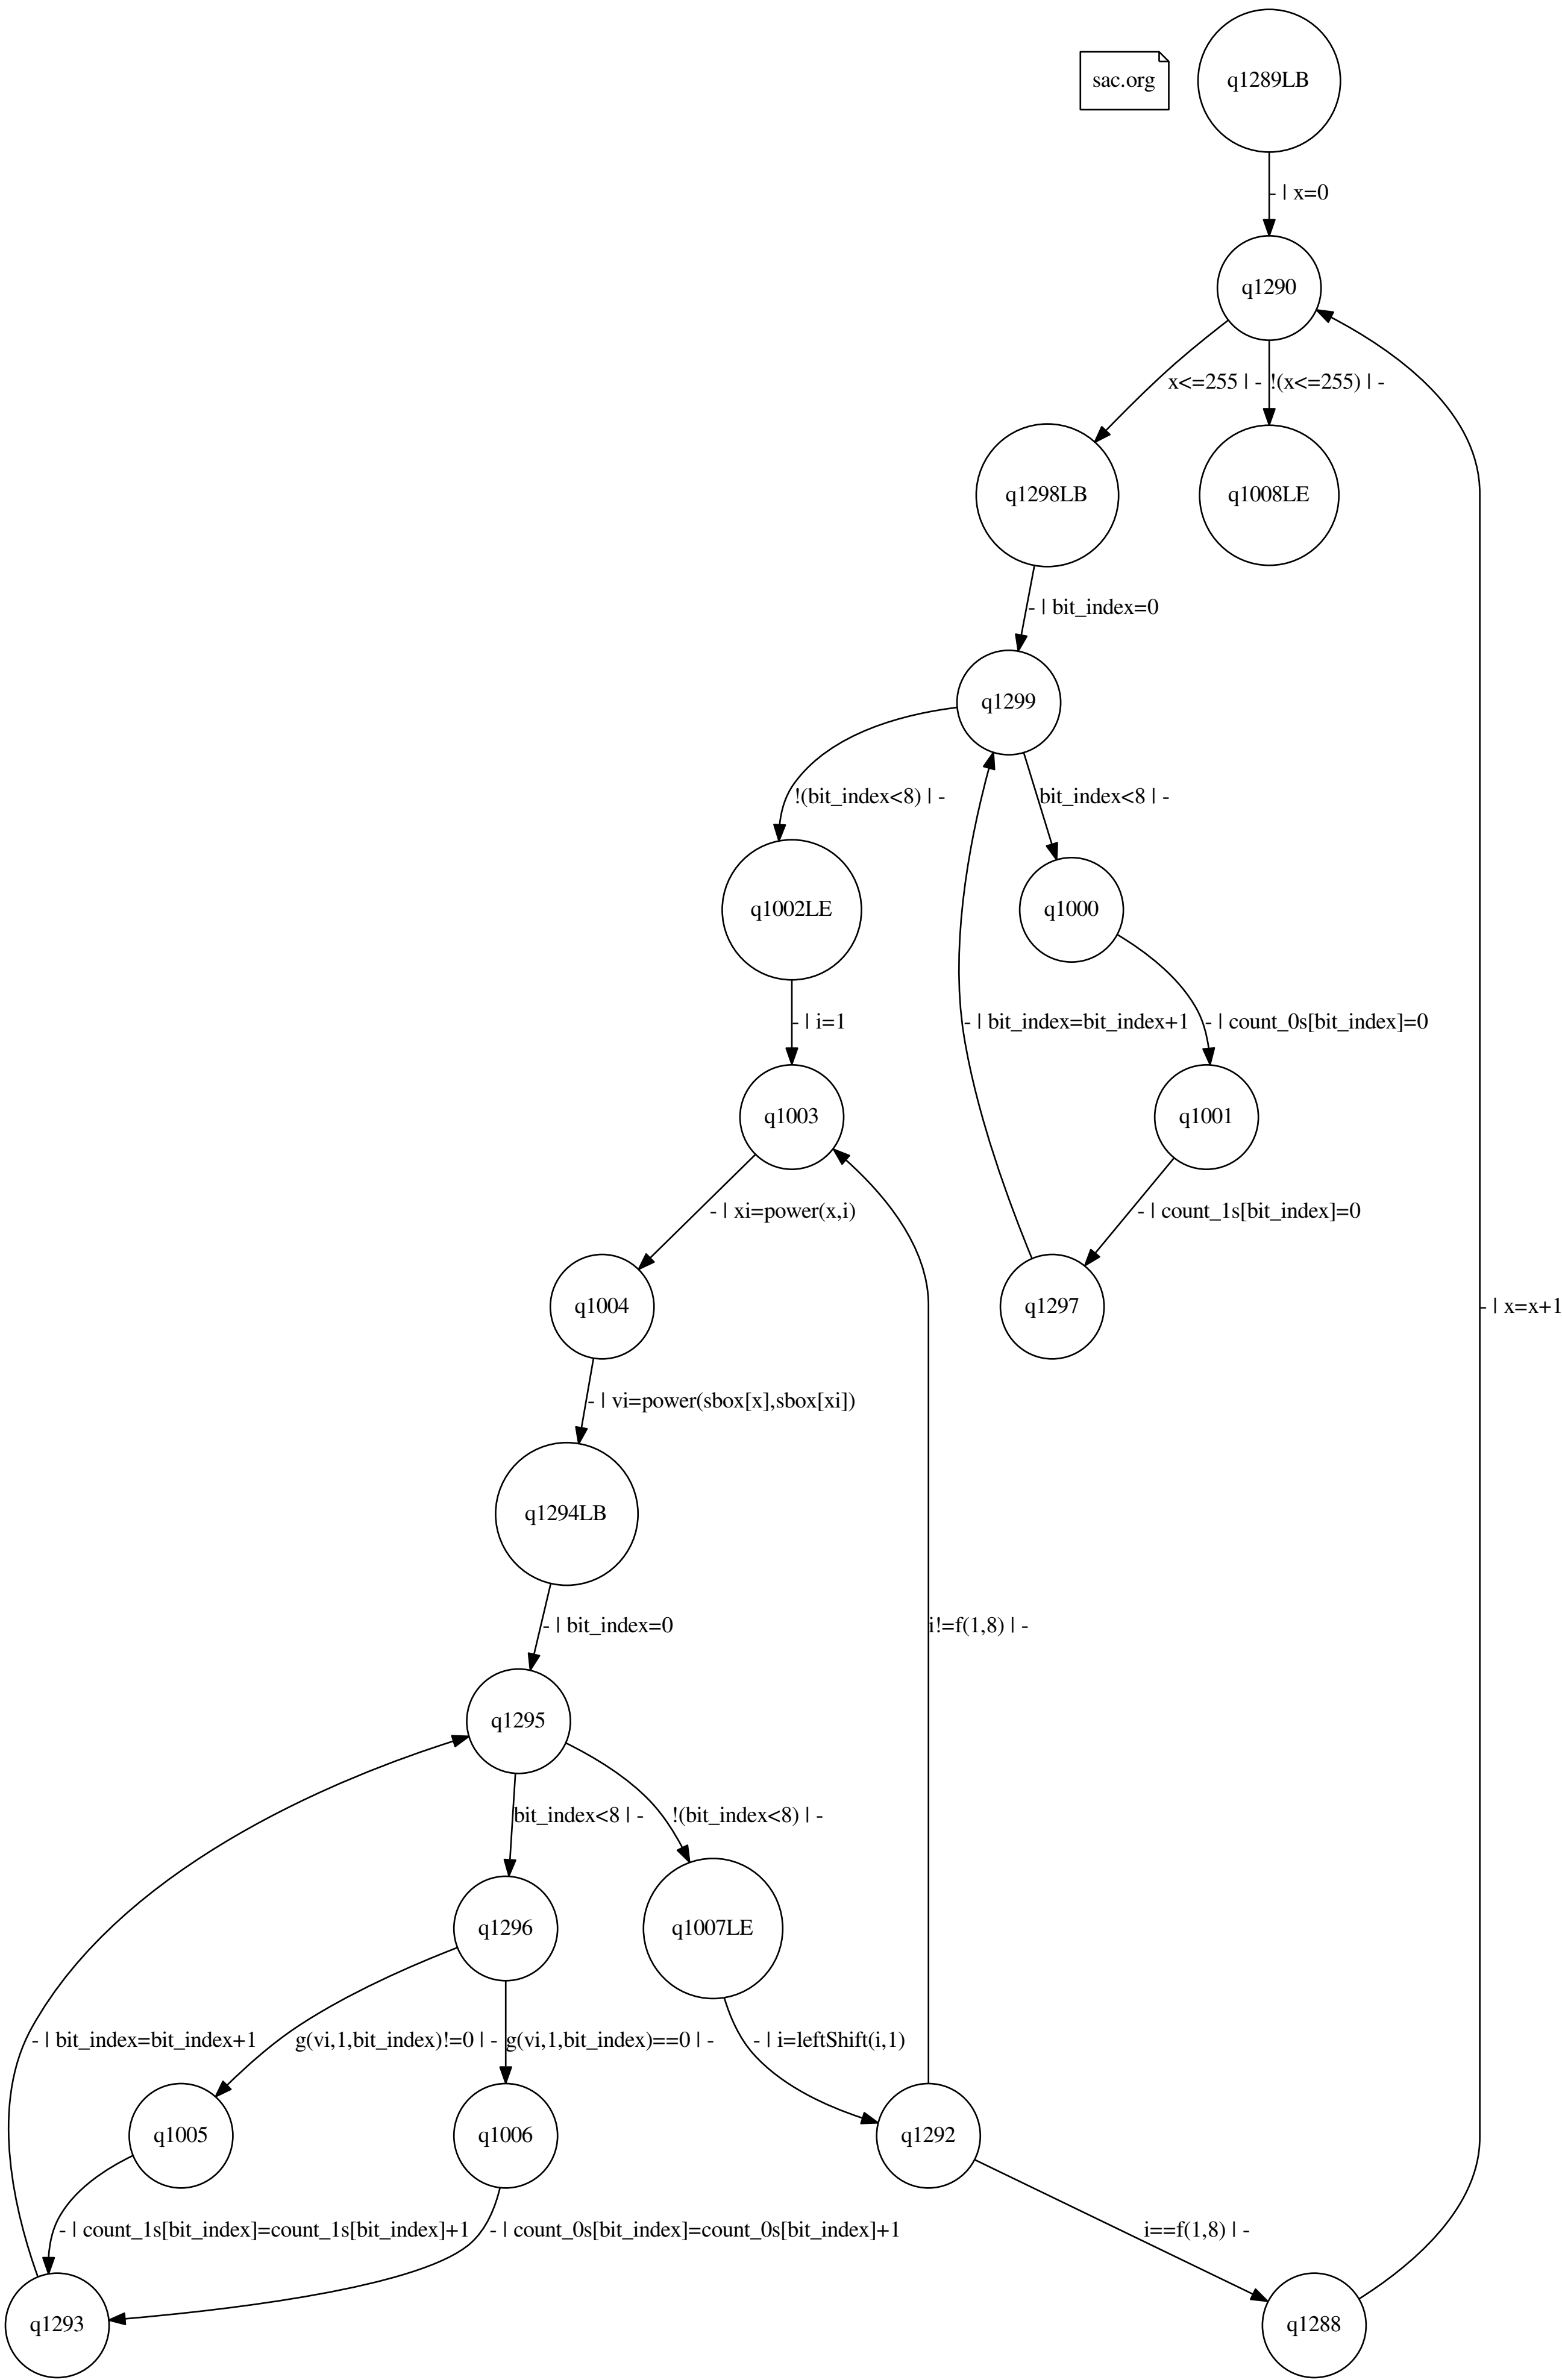 sac.org
q1289LB
- | x=0
q1290
x<=255 | -
!(x<=255) | -
q1298LB
q1008LE
- | bit_index=0
q1299
!(bit_index<8) | -
bit_index<8 | -
q1002LE
q1000
- | i=1
- | bit_index=bit_index+1
- | count_0s[bit_index]=0
q1003
q1001
- | xi=power(x,i)
- | count_1s[bit_index]=0
q1004
q1297
- | x=x+1
- | vi=power(sbox[x],sbox[xi])
q1294LB
- | bit_index=0
i!=f(1,8) | -
q1295
bit_index<8 | -
!(bit_index<8) | -
q1296
q1007LE
- | bit_index=bit_index+1
g(vi,1,bit_index)!=0 | -
g(vi,1,bit_index)==0 | -
- | i=leftShift(i,1)
q1005
q1006
q1292
- | count_1s[bit_index]=count_1s[bit_index]+1
- | count_0s[bit_index]=count_0s[bit_index]+1
i==f(1,8) | -
q1293
q1288